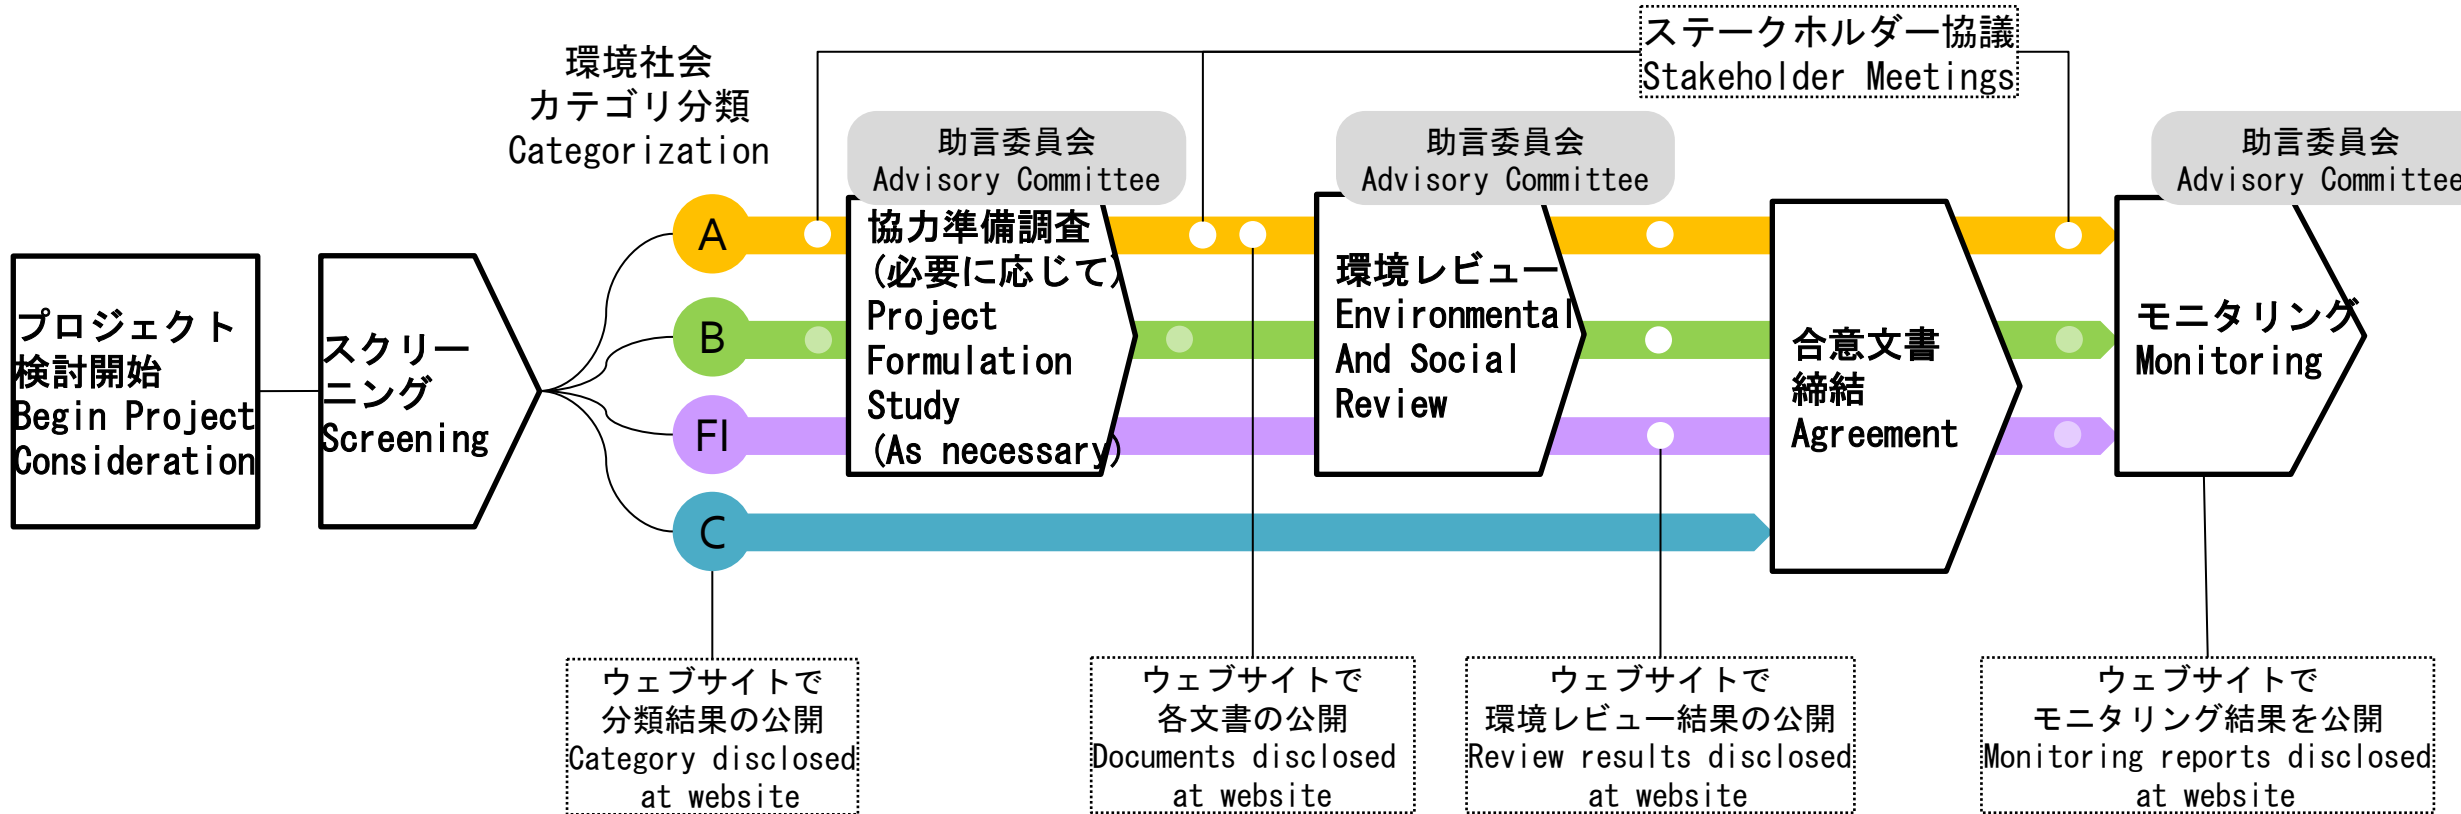 ステークホルダー協議
Stakeholder Meetings
環境社会
カテゴリ分類
Categorization
助言委員会
Advisory Committee
助言委員会
Advisory Committee
助言委員会
Advisory Committee
プロジェクト
検討開始
Begin Project
Consideration
スクリー
ニング
Screening
A
B
FI
C
協力準備調査
(必要に応じて)
Project
Formulation
Study
(As necessary)
環境レビュー
Environmental
And Social
Review
合意文書
締結
Agreement
モニタリング
Monitoring
ウェブサイトで
分類結果の公開
Category disclosed
at website
ウェブサイトで
各文書の公開
Documents disclosed
at website
ウェブサイトで
環境レビュー結果の公開
Review results disclosed
at website
ウェブサイトで
モニタリング結果を公開
Monitoring reports disclosed
at website